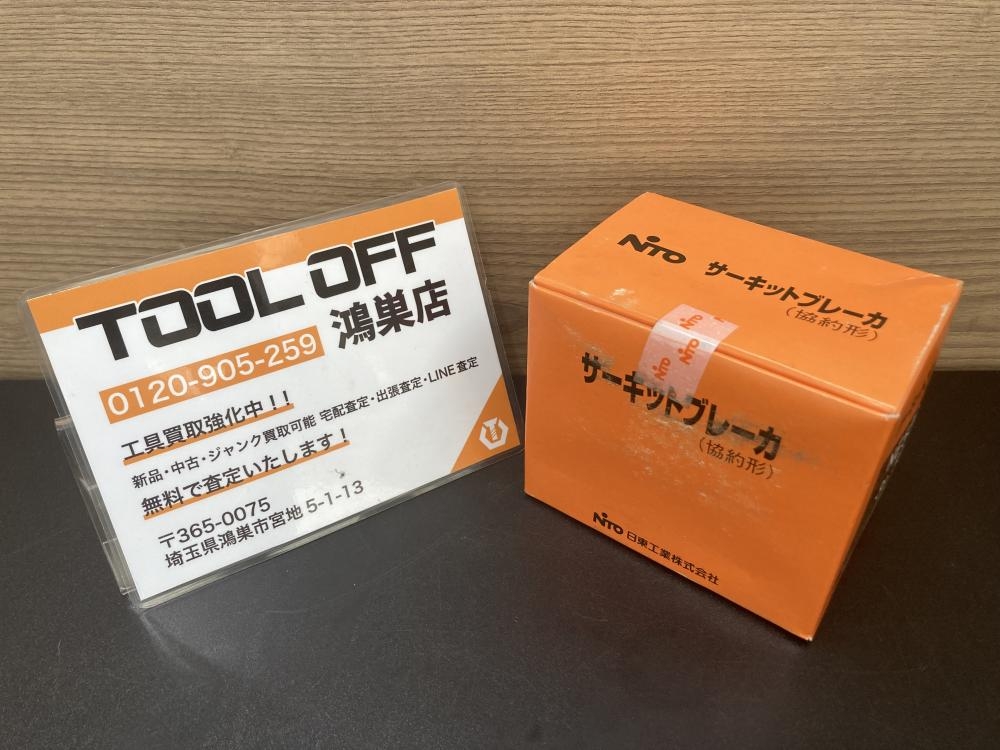 TOOL OFF
鴻巣店
0120-905-259
工具買取強化中！！
新品・中古・ジャンク買取可能 宅配査定・出張査定・LINE査定
無料で査定いたします！
〒365-0075
埼玉県鴻巣市宮地 5-1-13
NITO サーキットブレーカ
（協約形）
サーキットブレーカ
（協約形）
NITO 日東工業株式会社